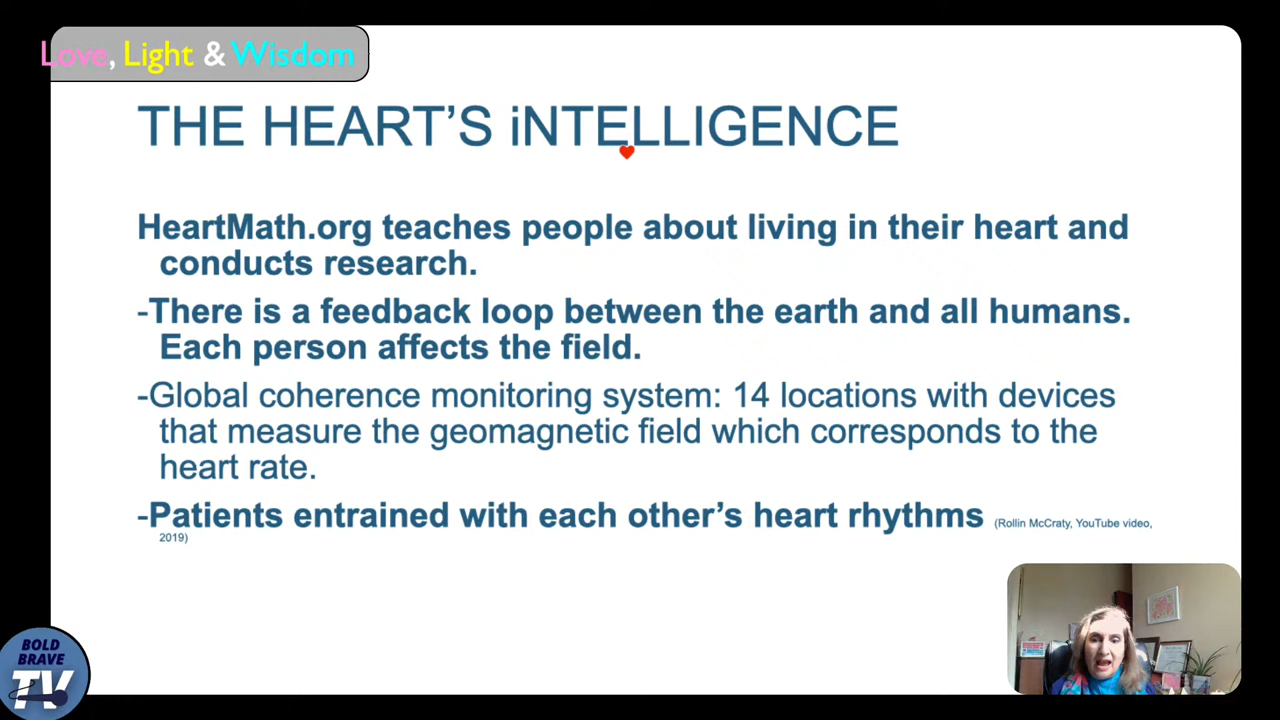 Love, Light & Wisdom
THE HEART’S iNTELLIGENCE
HeartMath.org teaches people about living in their heart and
conducts research.
-There is a feedback loop between the earth and all humans.
Each person affects the field.
-Global coherence monitoring system: 14 locations with devices
that measure the geomagnetic field which corresponds to the
heart rate.
-Patients entrained with each other’s heart rhythms (Rollin McCraty, YouTube video,
2019)
BOLD
BRAVE
TV